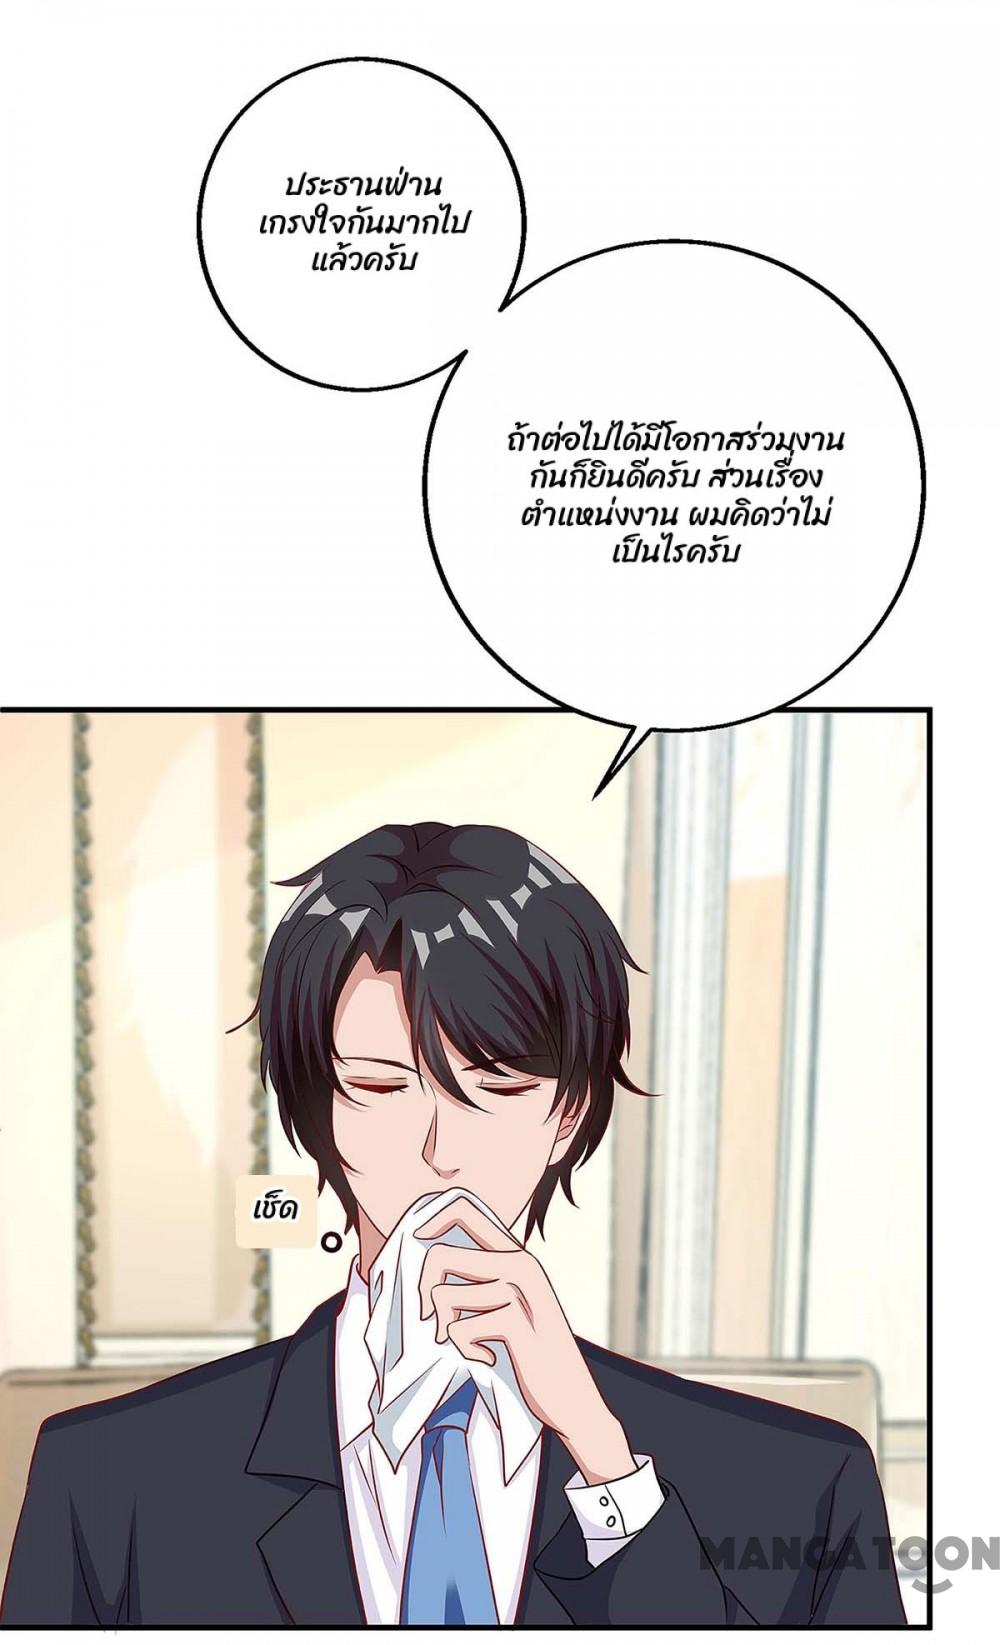 ประธานฟ่าน
เกรงใจกันมากไป
แล้วครับ
ถ้าต่อไปได้มีโอกาสร่วมงาน
กันก็ยินดีครับ ส่วนเรื่อง
ตำแหน่งงาน ผมคิดว่าไม่
เป็นไรครับ
เช็ด
MANGATOON